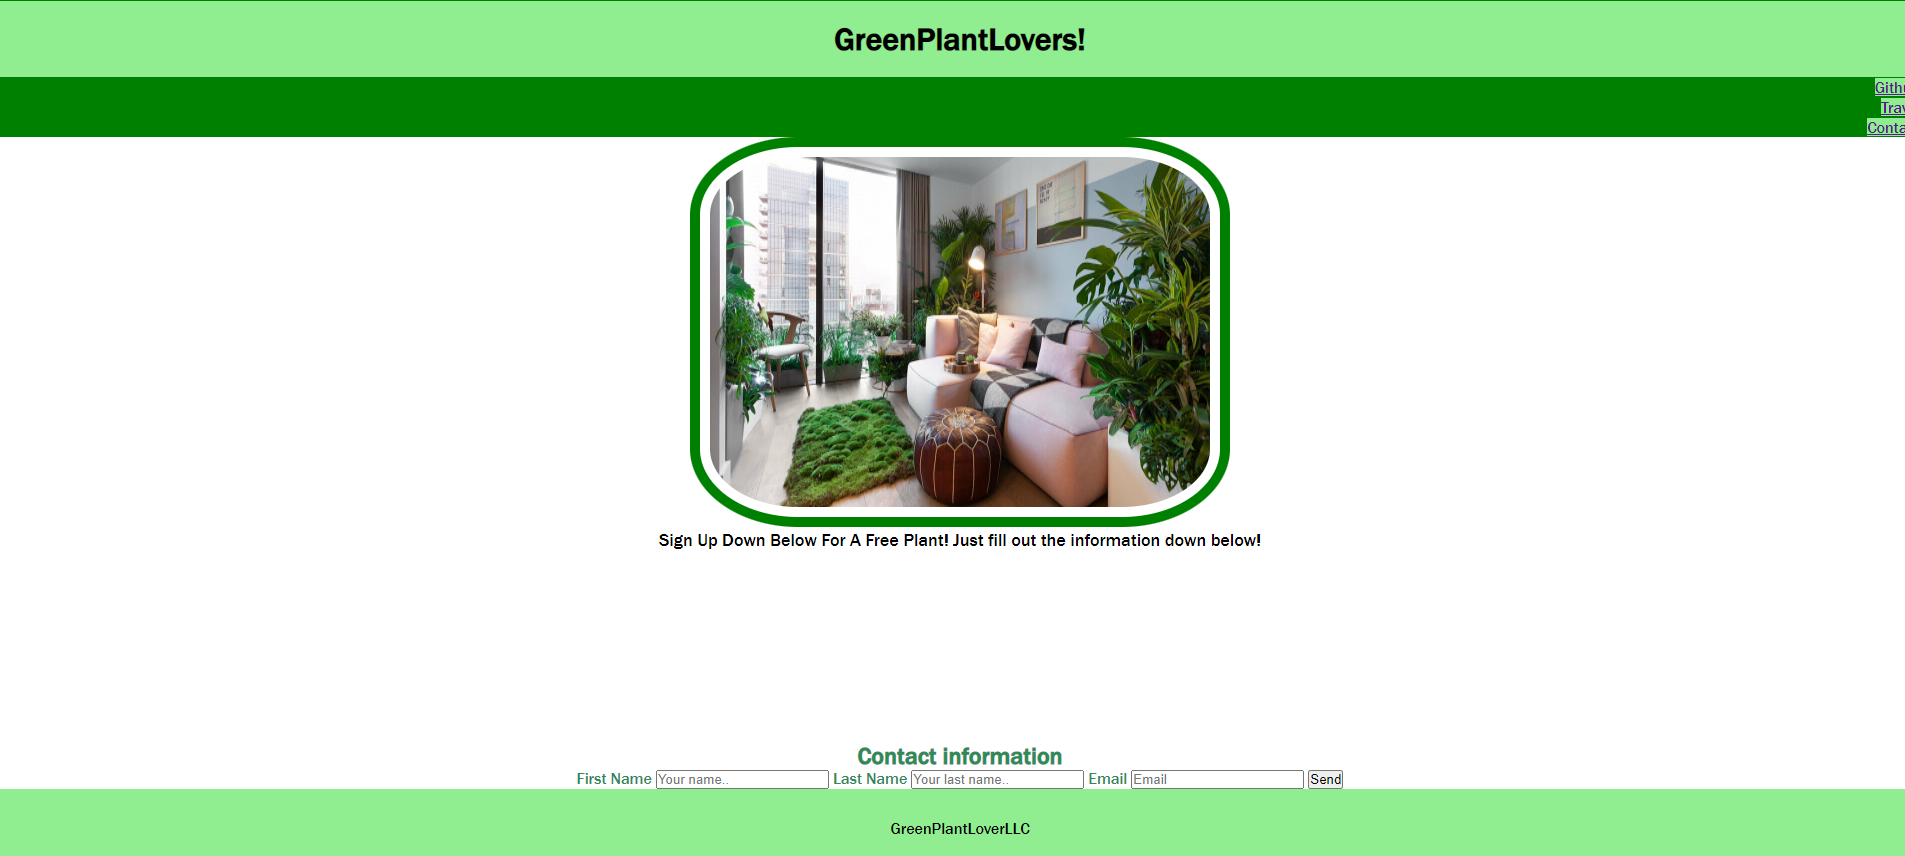 GreenPlantLovers!
Gith
Trav
Conta
Sign Up Down Below For A Free Plant! Just fill out the information down below!
Contact information
First Name Your name.. Last Name Your last name.. Email Email Send
GreenPlantLoverLLC